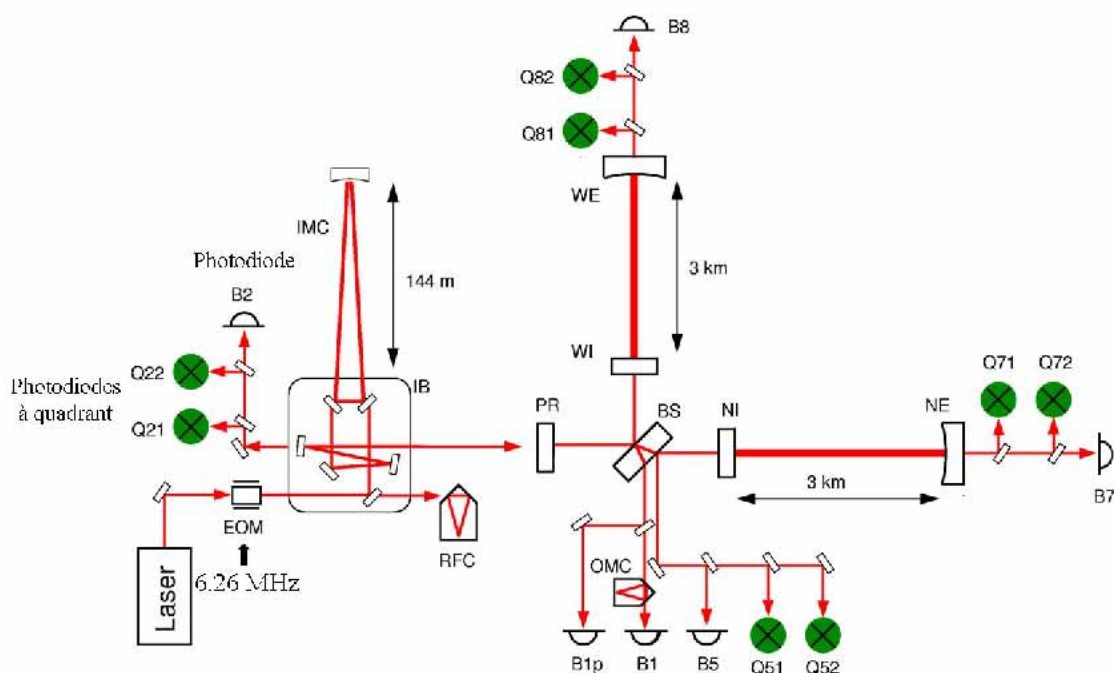 B8
Q82
Q81
WE
IMC
3 km
144 m
Photodiode
B2
WI
Q22
Q71
Q72
Photodiodes
à quadrant
IB
PR
BS
NI
NE
Q21
3 km
B7
EOM
RFC
OMC
6.26 MHz
Laser
B1p
B1
B5
Q51
Q52